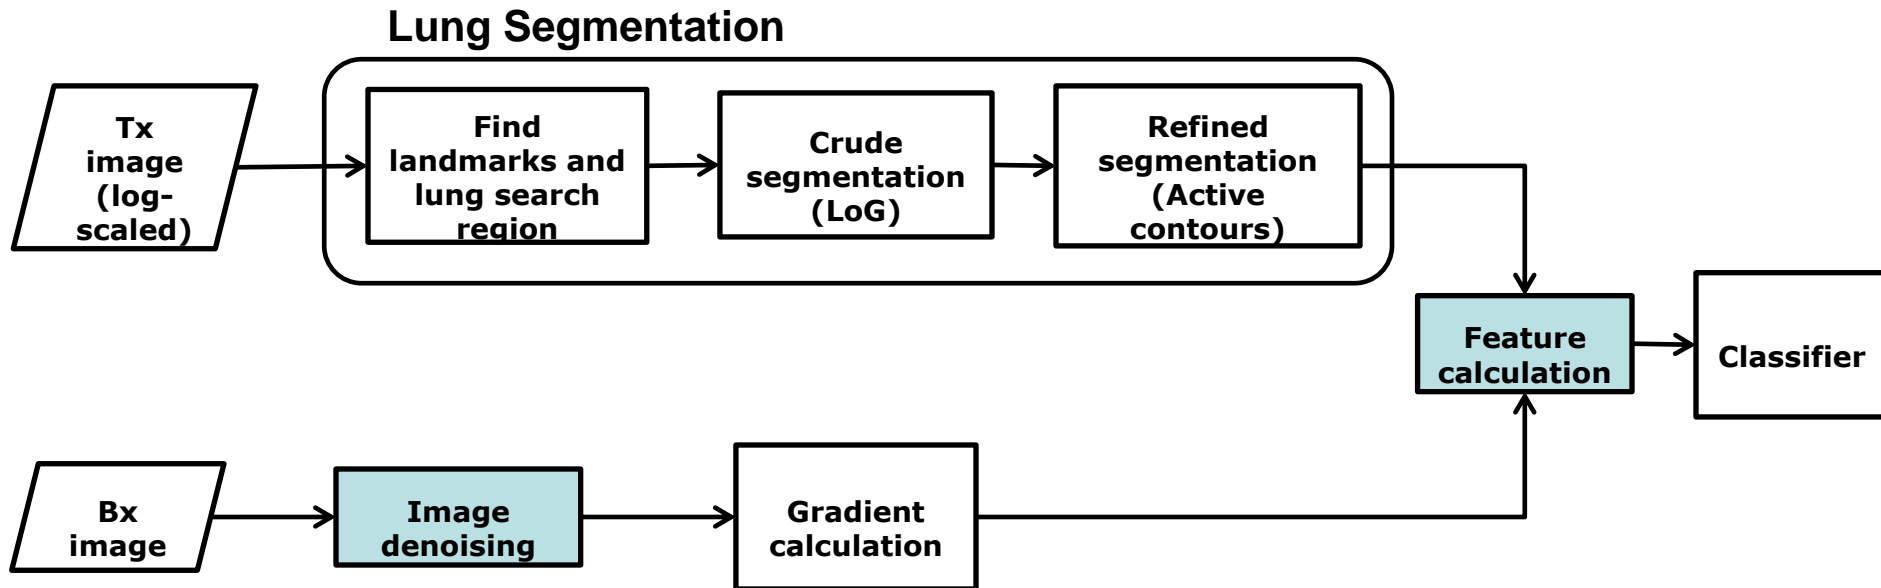 Lung Segmentation
Tx
image
(log-
scaled)
Find
landmarks and
lung search
region
Crude
segmentation
(LoG)
Refined
segmentation
(Active
contours)
Feature
calculation
Classifier
Bx
image
Image
denoising
Gradient
calculation